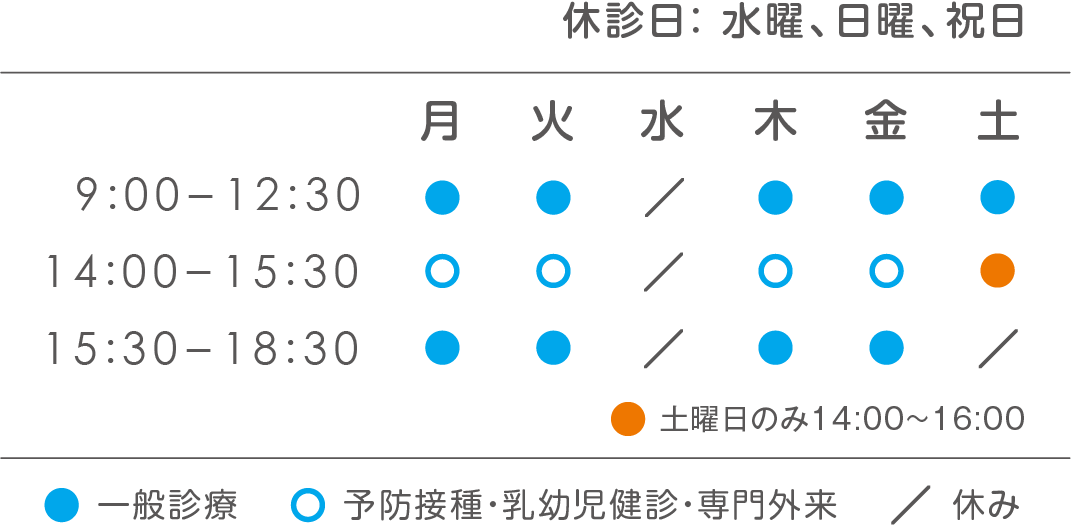 休診日：水曜、日曜、祝日
月 火 水 木 金 土
9:00－12:30 ● ● ／ ● ● ●
14:00－15:30 ○ ○ ／ ○ ○ ●
15:30－18:30 ● ● ／ ● ● ／
● 土曜日のみ14:00〜16:00
● 一般診療 ○ 予防接種・乳幼児健診・専門外来 ／ 休み